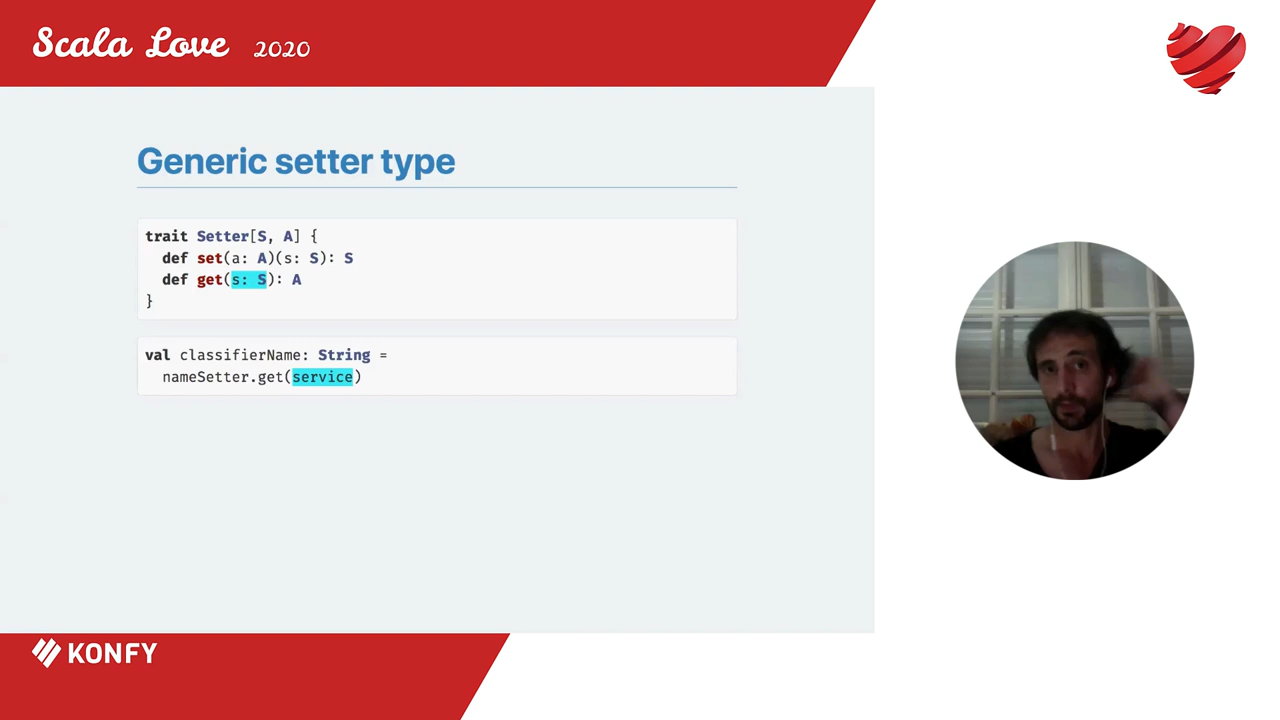 Scala Love 2020
Generic setter type
trait Setter[S, A] {
  def set(a: A)(s: S): S
  def get(s: S): A
}
val classifierName: String =
  nameSetter.get(service)
KONFY